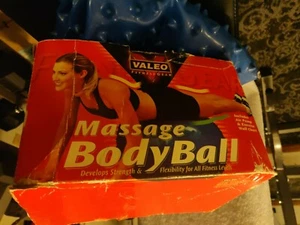 VALEO
Massage
BodyBall
Develops Strength & Flexibility for All Fitness Levels